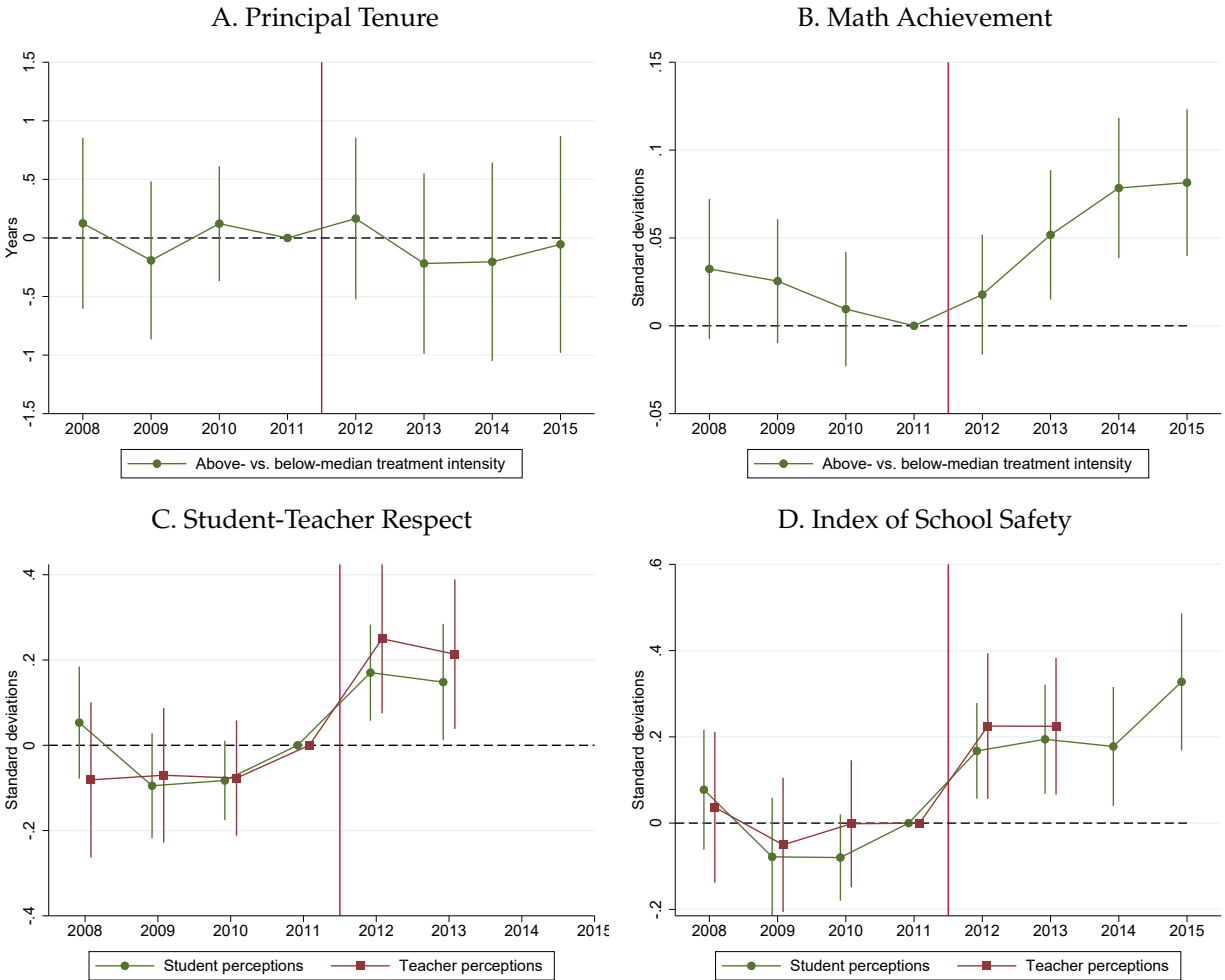 A. Principal Tenure
Years
1.5
1
.5
0
-.5
-1
-1.5
2008 2009 2010 2011 2012 2013 2014 2015
Above- vs. below-median treatment intensity
B. Math Achievement
Standard deviations
.15
.1
.05
0
-.05
2008 2009 2010 2011 2012 2013 2014 2015
Above- vs. below-median treatment intensity
C. Student-Teacher Respect
Standard deviations
.4
.2
0
-.2
-.4
2008 2009 2010 2011 2012 2013 2014 2015
Student perceptions Teacher perceptions
D. Index of School Safety
Standard deviations
.6
.4
.2
0
-.2
2008 2009 2010 2011 2012 2013 2014 2015
Student perceptions Teacher perceptions